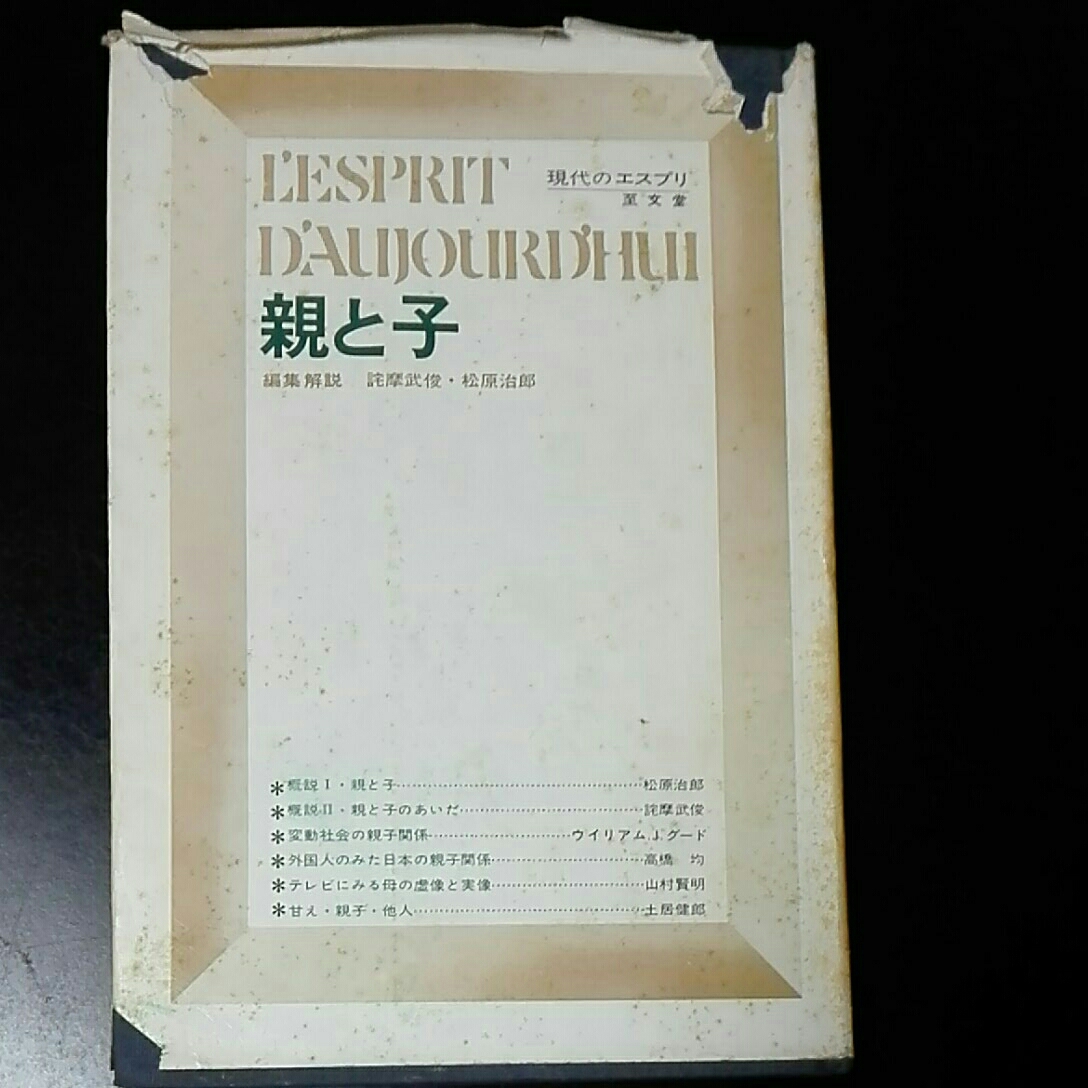 L'ESPRIT
現代のエスプリ
至文堂
D'AUJOURD'HUI
親と子
編集解説 詫摩武俊・松原治郎
*概説Ⅰ・親と子……………………………松原治郎
*概説Ⅱ・親と子のあいだ……………………詫摩武俊
*変動社会の親子関係………………ウイリアム.J.グード
*外国人のみた日本の親子関係…………………高橋 均
*テレビにみる母の虚像と実像…………………山村賢明
*甘え・親子・他人……………………………土居健郎